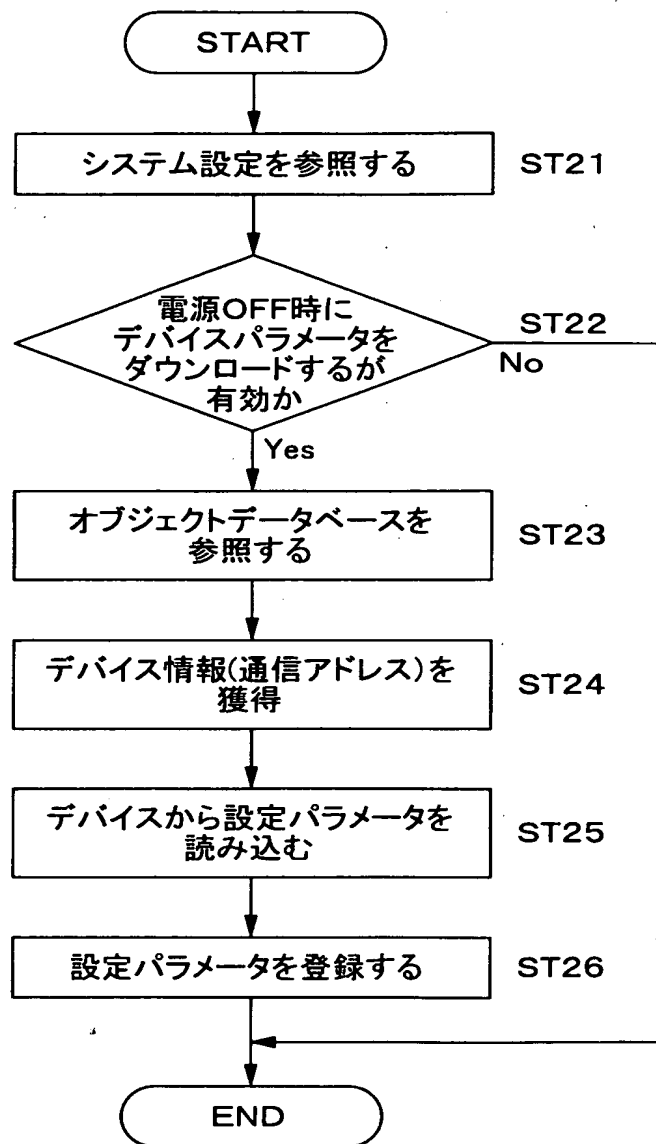 START
システム設定を参照する
ST21
電源OFF時に
デバイスパラメータを
ダウンロードするが
有効か
ST22
No
Yes
オブジェクトデータベースを
参照する
ST23
デバイス情報(通信アドレス)を
獲得
ST24
デバイスから設定パラメータを
読み込む
ST25
設定パラメータを登録する
ST26
END